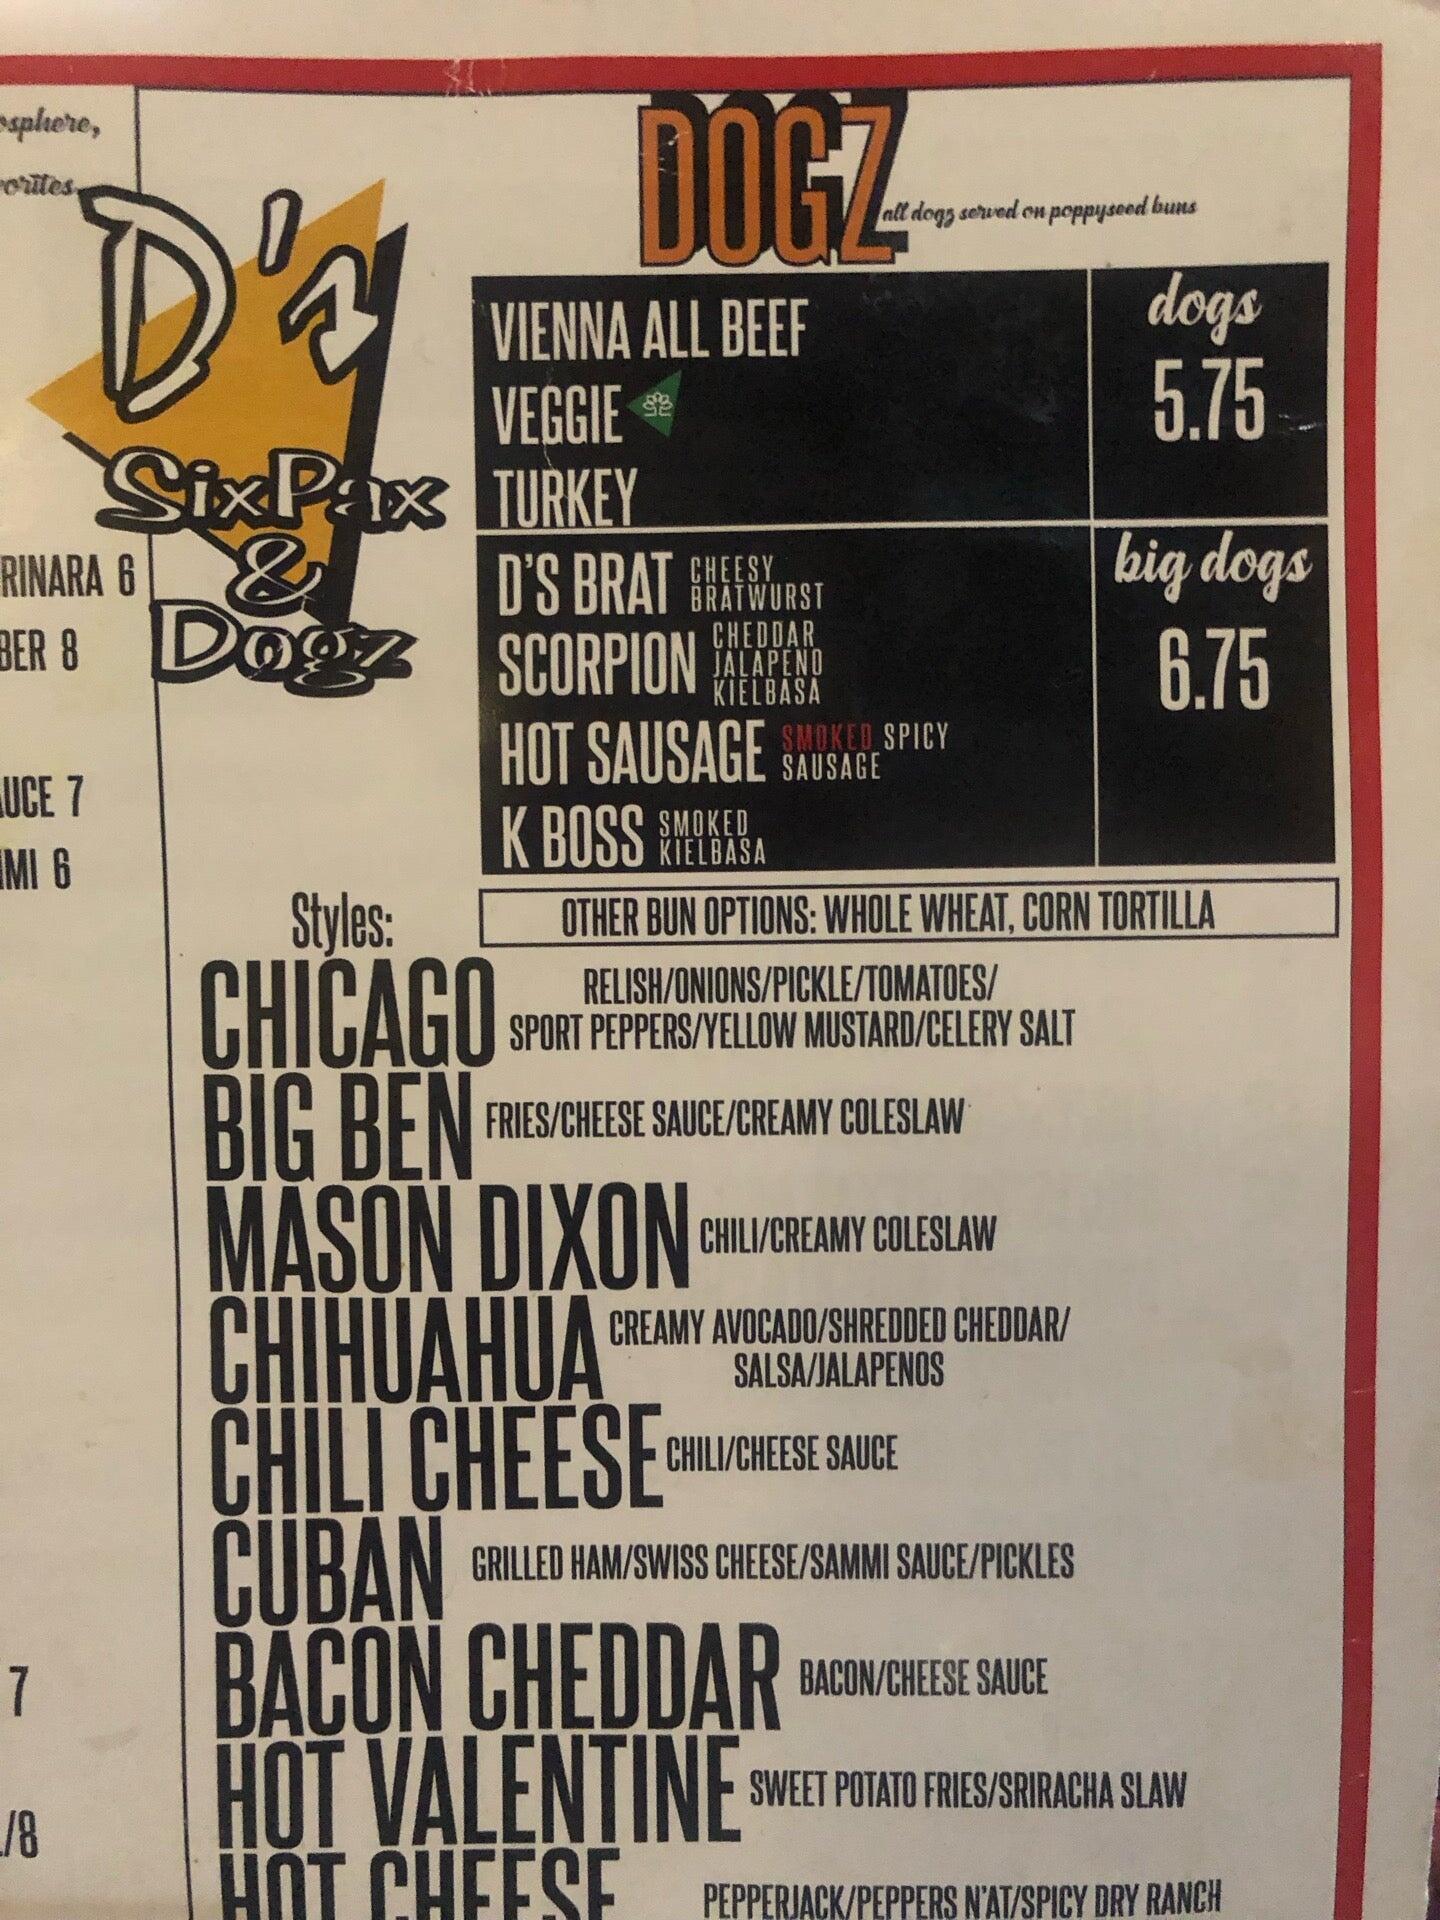 osphere,
orites
RINARA 6
BER 8
AUCE 7
MMI 6
7
/8
D's
SixPax
&
Dogz
DOGZ
all dogz served on poppyseed buns
VIENNA ALL BEEF
VEGGIE
TURKEY
dogs
5.75
D'S BRAT CHEESY
BRATWURST
SCORPION CHEDDAR
JALAPENO
KIELBASA
HOT SAUSAGE SMOKED SPICY
SAUSAGE
K BOSS SMOKED
KIELBASA
big dogs
6.75
OTHER BUN OPTIONS: WHOLE WHEAT, CORN TORTILLA
Styles:
CHICAGO RELISH/ONIONS/PICKLE/TOMATOES/
SPORT PEPPERS/YELLOW MUSTARD/CELERY SALT
BIG BEN FRIES/CHEESE SAUCE/CREAMY COLESLAW
MASON DIXON CHILI/CREAMY COLESLAW
CHIHUAHUA CREAMY AVOCADO/SHREDDED CHEDDAR/
SALSA/JALAPENOS
CHILI CHEESE CHILI/CHEESE SAUCE
CUBAN GRILLED HAM/SWISS CHEESE/SAMMI SAUCE/PICKLES
BACON CHEDDAR BACON/CHEESE SAUCE
HOT VALENTINE SWEET POTATO FRIES/SRIRACHA SLAW
HOT CHEESE PEPPERJACK/PEPPERS N'AT/SPICY DRY RANCH